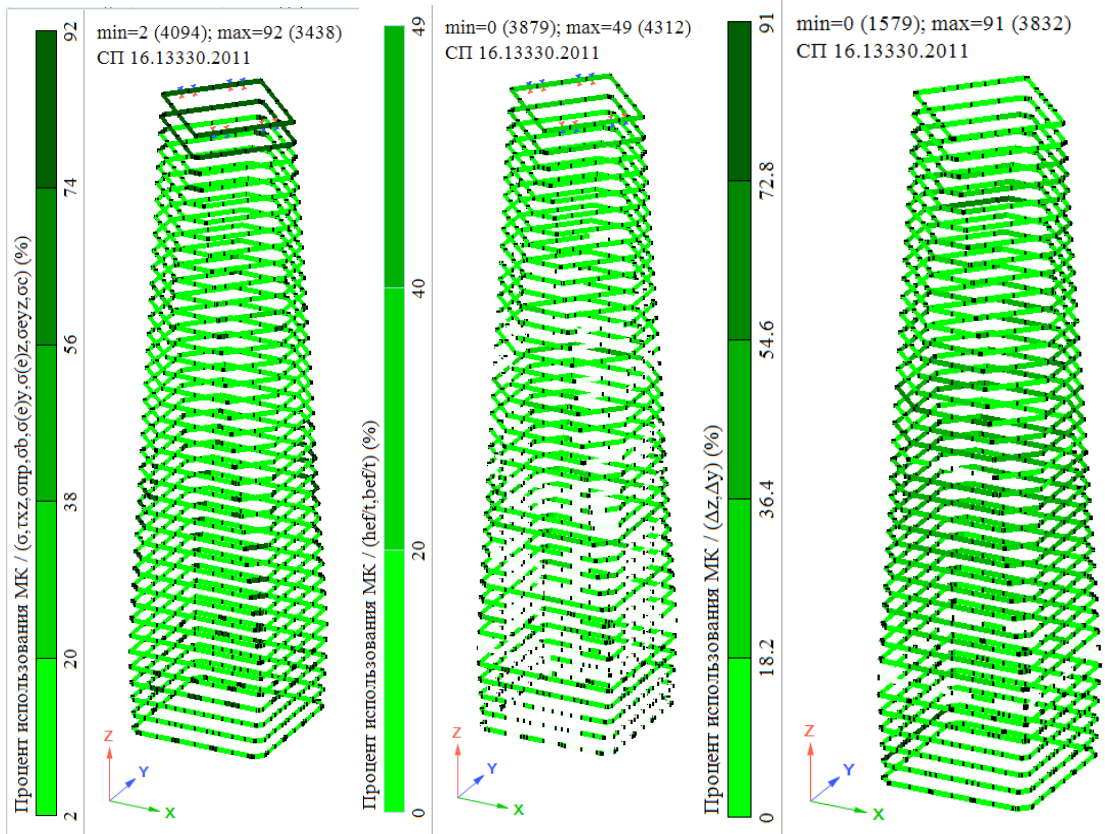 Процент использования МК / (σ,τxz,σпр,σb,σ(e)y,σ(e)z,σeyz,σc) (%)
92
74
56
38
20
2
min=2 (4094); max=92 (3438)
СП 16.13330.2011
Z
Y
X
Процент использования МК / (hef/t,bef/t) (%)
49
40
20
0
min=0 (3879); max=49 (4312)
СП 16.13330.2011
Z
Y
X
Процент использования МК / (Δz,Δy) (%)
91
72.8
54.6
36.4
18.2
0
min=0 (1579); max=91 (3832)
СП 16.13330.2011
Z
Y
X